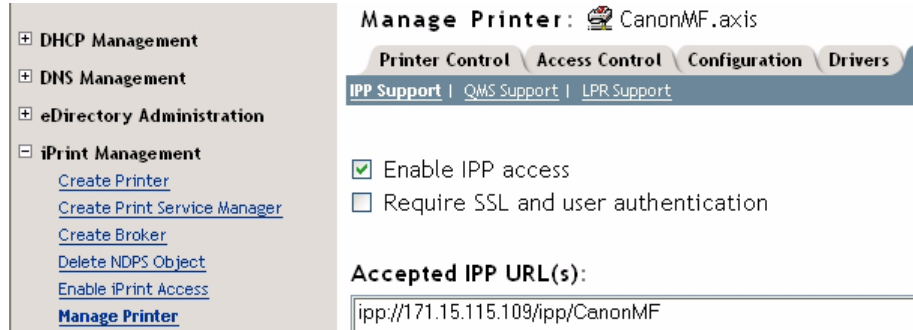 DHCP Management
DNS Management
eDirectory Administration
iPrint Management
Create Printer
Create Print Service Manager
Create Broker
Delete NDPS Object
Enable iPrint Access
Manage Printer
Manage Printer: CanonMF.axis
Printer Control \ Access Control \ Configuration \ Drivers
IPP Support | QMS Support | LPR Support
Enable IPP access
Require SSL and user authentication
Accepted IPP URL(s):
ipp://171.15.115.109/ipp/CanonMF